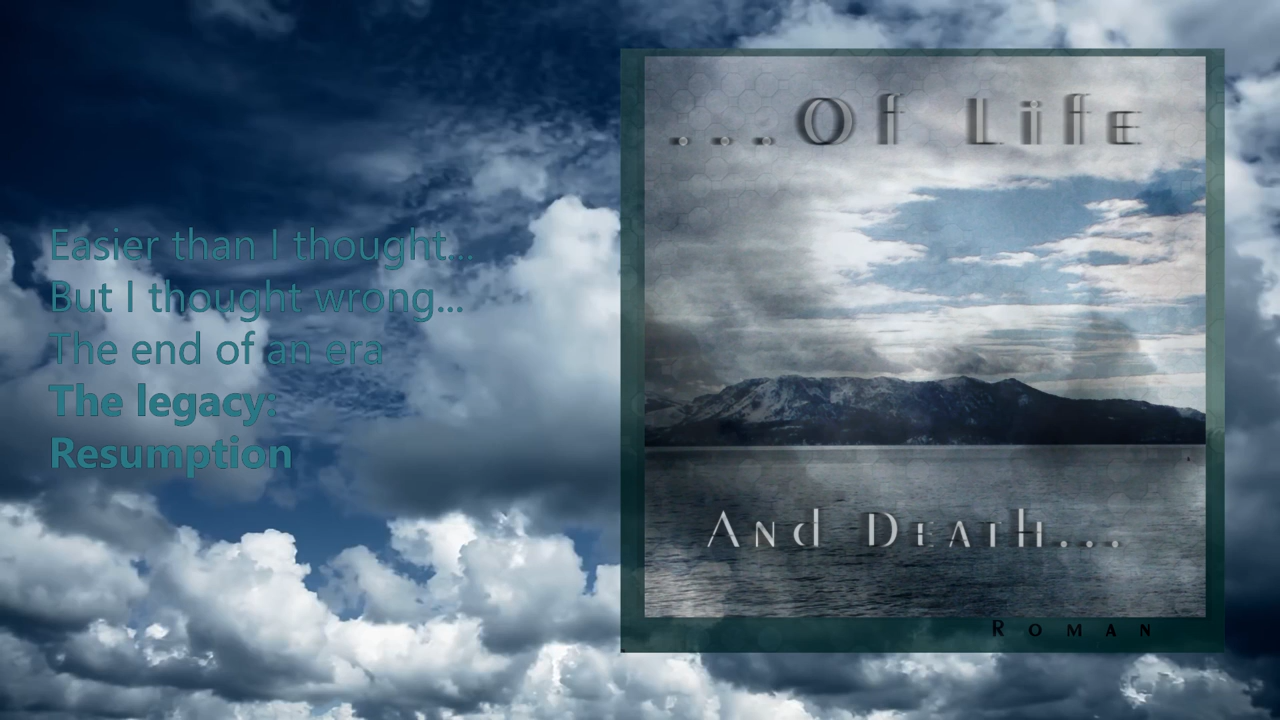 Easier than I thought...
But I thought wrong...
The end of an era
The legacy:
Resumption
...Of Life
And Death...
Roman